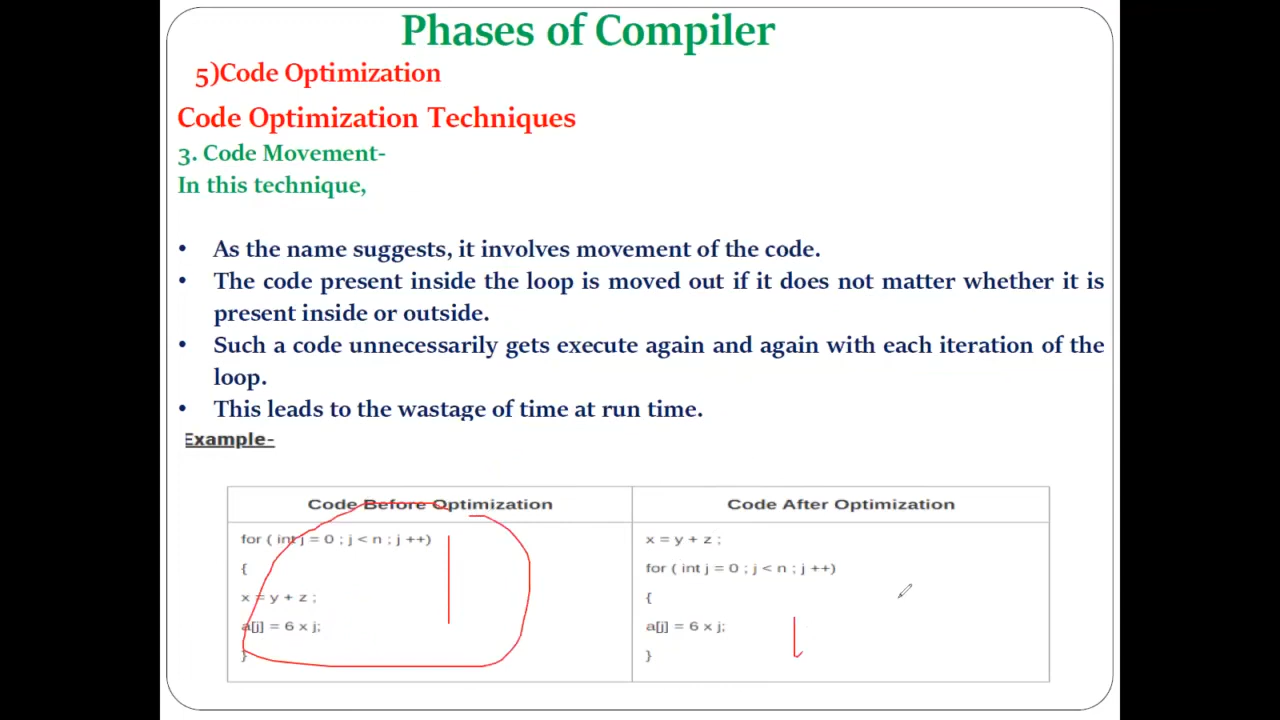 Phases of Compiler
5)Code Optimization
Code Optimization Techniques
3. Code Movement-
In this technique,
• As the name suggests, it involves movement of the code.
• The code present inside the loop is moved out if it does not matter whether it is
present inside or outside.
• Such a code unnecessarily gets execute again and again with each iteration of the
loop.
• This leads to the wastage of time at run time.
Example-
Code Before Optimization
for ( int j = 0 ; j < n ; j ++)
{
x = y + z ;
a[j] = 6 x j;
}
Code After Optimization
x = y + z ;
for ( int j = 0 ; j < n ; j ++)
{
a[j] = 6 x j;
}